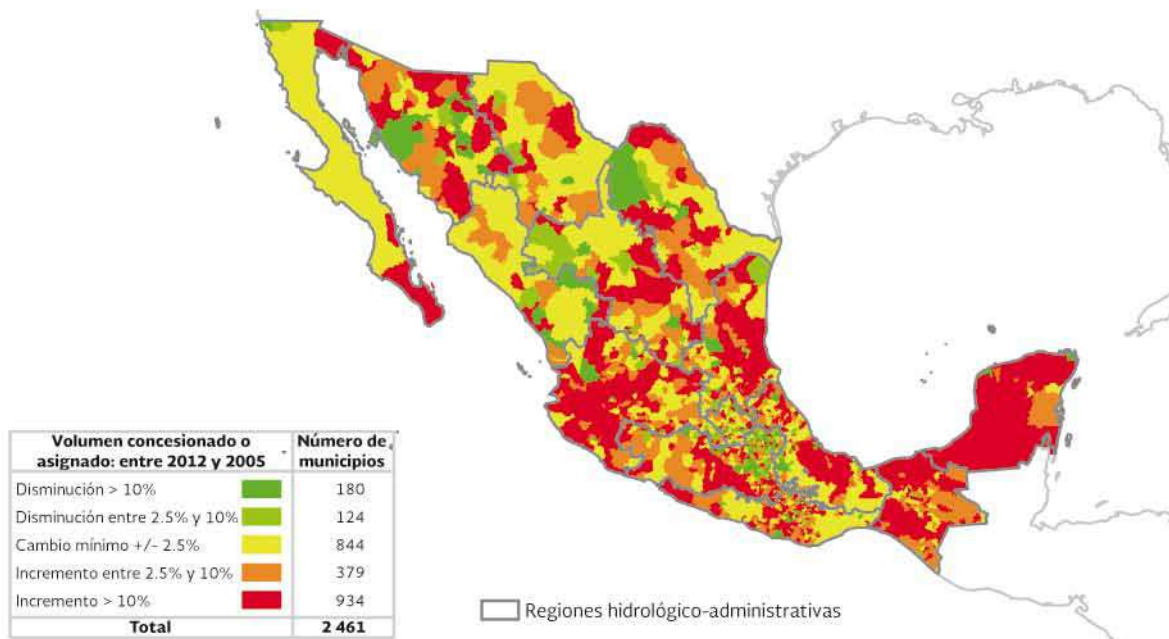 Volumen concesionado o Número de
asignado: entre 2012 y 2005 municipios
Disminución > 10% 180
Disminución entre 2.5% y 10% 124
Cambio mínimo +/- 2.5% 844
Incremento entre 2.5% y 10% 379
Incremento > 10% 934
Total 2 461
Regiones hidrológico-administrativas